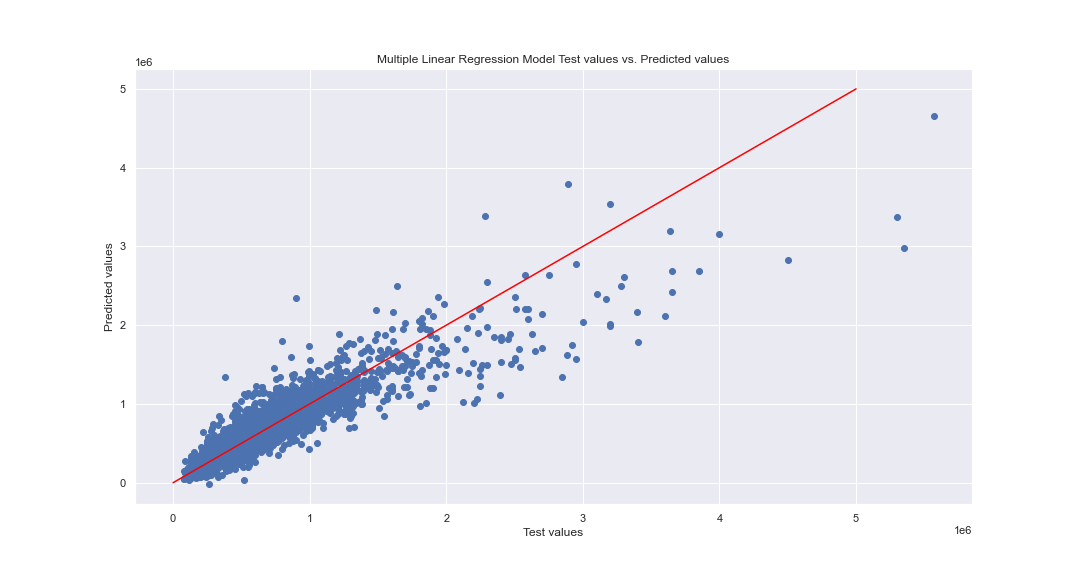 Multiple Linear Regression Model Test values vs. Predicted values
1e6
5
4
3
2
1
0
Predicted values
0 1 2 3 4 5
Test values
1e6